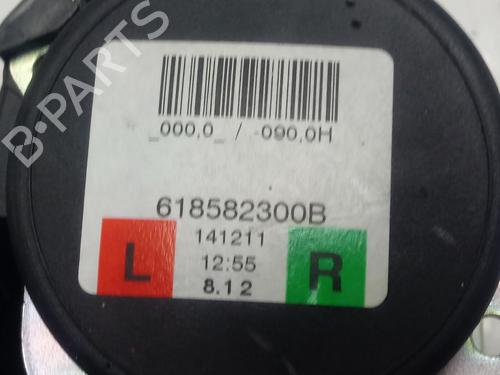 B-PARTS
_000,0_ / -090,0H
618582300B
141211
L
12:55
R
8.12